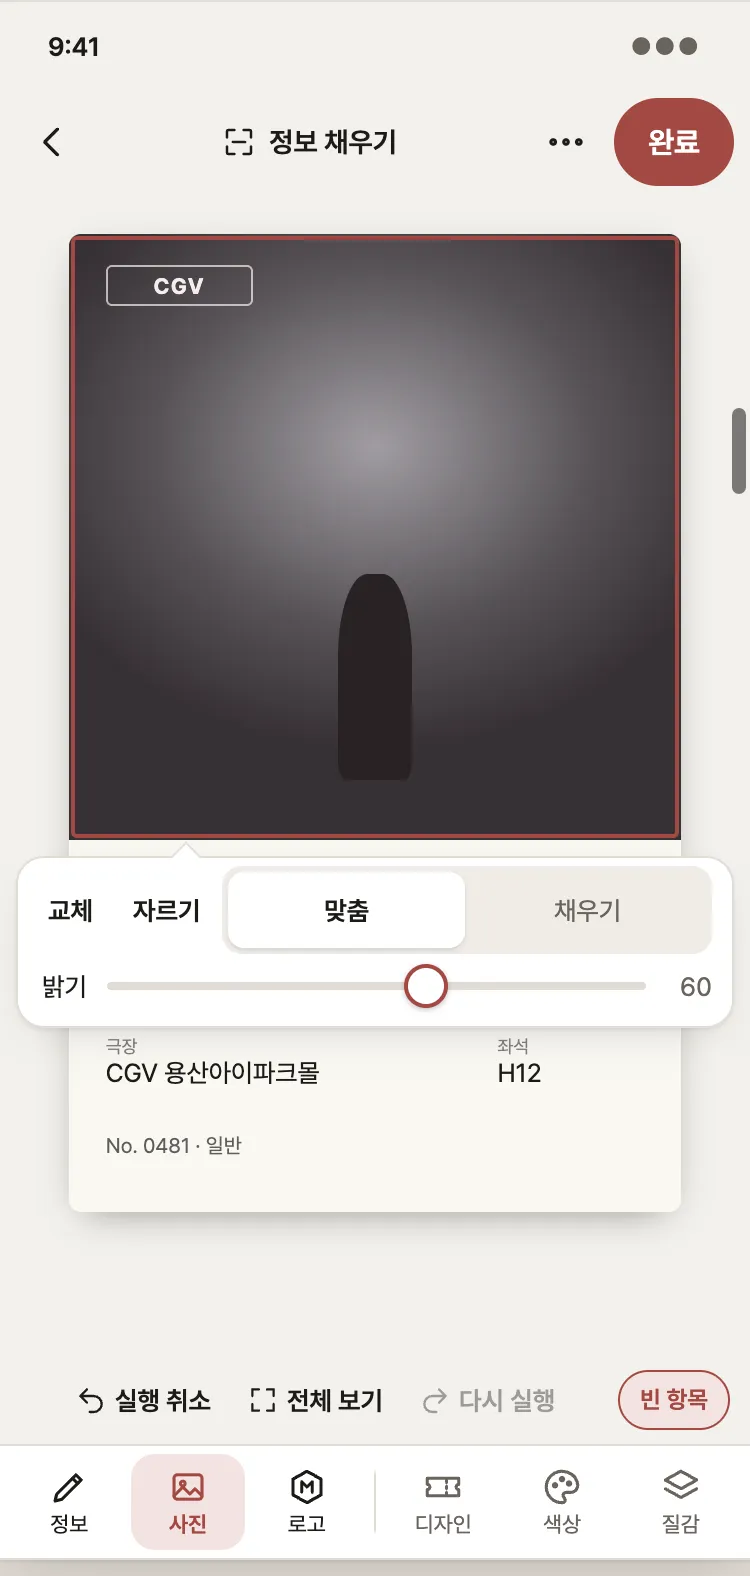 9:41
정보 채우기
완료
CGV
교체 자르기 맞춤 채우기
밝기 60
극장 좌석
CGV 용산아이파크몰 H12
No. 0481 · 일반
실행 취소 전체 보기 다시 실행 빈 항목
정보 사진 로고 디자인 색상 질감